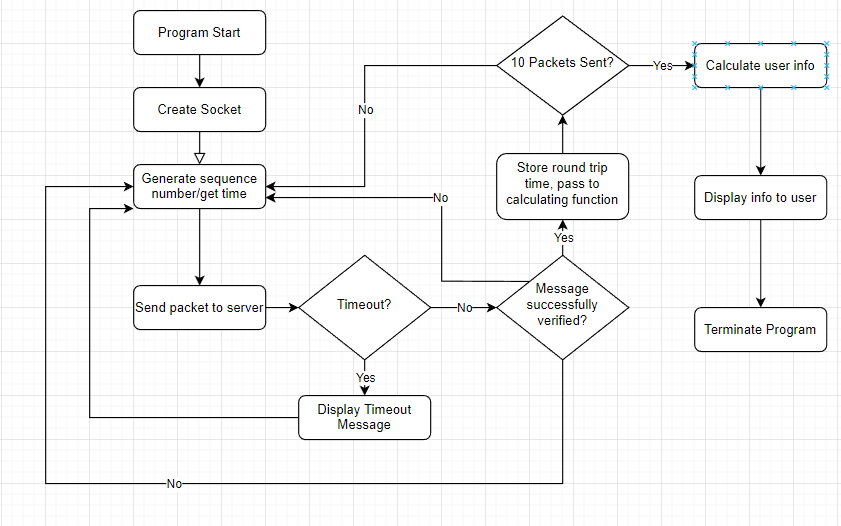 Program Start
Create Socket
Generate sequence
number/get time
Send packet to server
Timeout?
Yes
Display Timeout
Message
No
Message
successfully
verified?
No
No
Yes
Store round trip
time, pass to
calculating function
10 Packets Sent?
No
Yes
Calculate user info
Display info to user
Terminate Program